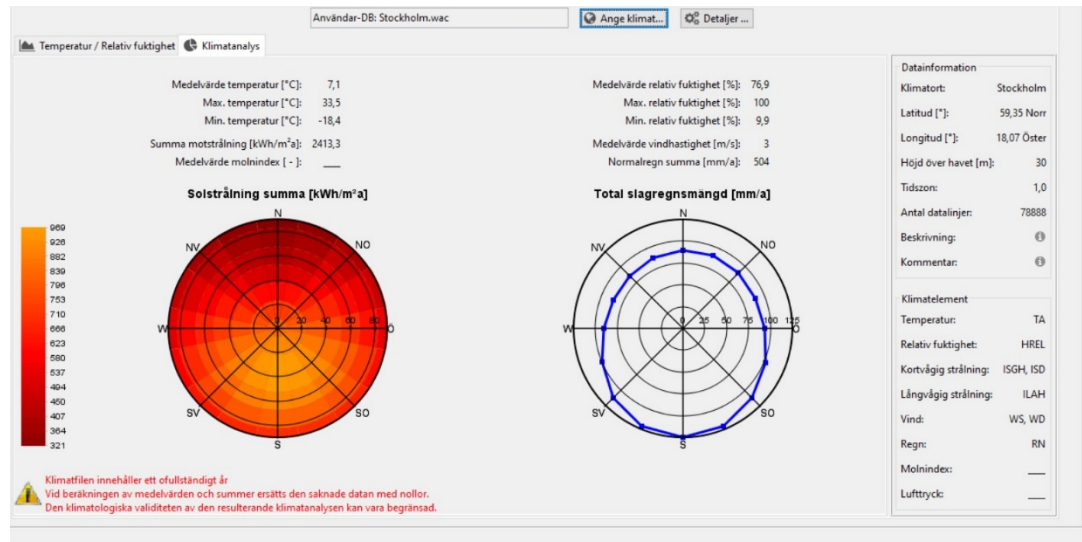 Användar-DB: Stockholm.wac
Ange klimat...
Detaljer ...
Temperatur / Relativ fuktighet
Klimatanalys
Medelvärde temperatur [°C]: 7,1
Max. temperatur [°C]: 33,5
Min. temperatur [°C]: -18,4
Summa motstrålning [kWh/m²a]: 2413,3
Medelvärde molnindex [ - ]: ___
Medelvärde relativ fuktighet [%]: 76,9
Max. relativ fuktighet [%]: 100
Min. relativ fuktighet [%]: 9,9
Medelvärde vindhastighet [m/s]: 3
Normalregn summa [mm/a]: 504
Solstrålning summa [kWh/m²a]
969
926
882
839
796
753
710
666
623
580
537
494
450
407
364
321
N
NV NO
W 0 20 40 60 80 Ö
SV SO
S
Total slagregnsmängd [mm/a]
N
NV NO
W 0 25 50 75 100 125
Ö
SV SO
S
Klimatfilen innehåller ett ofullständigt år
Vid beräkningen av medelvärden och summer ersätts den saknade datan med nollor.
Den klimatologiska validiteten av den resulterande klimatanalysen kan vara begränsad.
Datainformation
Klimatort: Stockholm
Latitud [°]: 59,35 Norr
Longitud [°]: 18,07 Öster
Höjd över havet [m]: 30
Tidszon: 1,0
Antal datalinjer: 78888
Beskrivning:
Kommentar:
Klimatelement
Temperatur: TA
Relativ fuktighet: HREL
Kortvågig strålning: ISGH, ISD
Långvågig strålning: ILAH
Vind: WS, WD
Regn: RN
Molnindex: ___
Lufttryck: ___